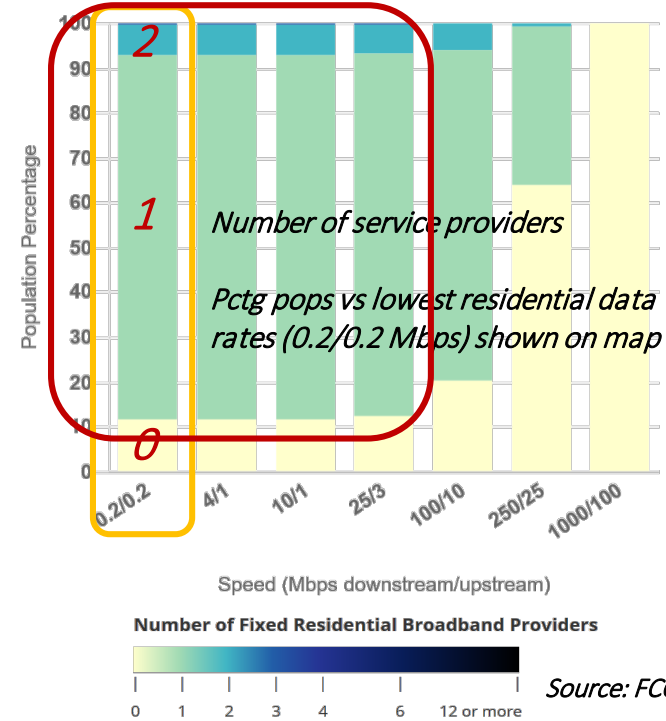 100
90
80
70
60
50
40
30
20
10
0
Population Percentage
2
1
0
Number of service providers
Pctg pops vs lowest residential data
rates (0.2/0.2 Mbps) shown on map
0.2/0.2 4/1 10/1 25/3 100/10 250/25 1000/100
Speed (Mbps downstream/upstream)
Number of Fixed Residential Broadband Providers
0 1 2 3 4 6 12 or more
Source: FC